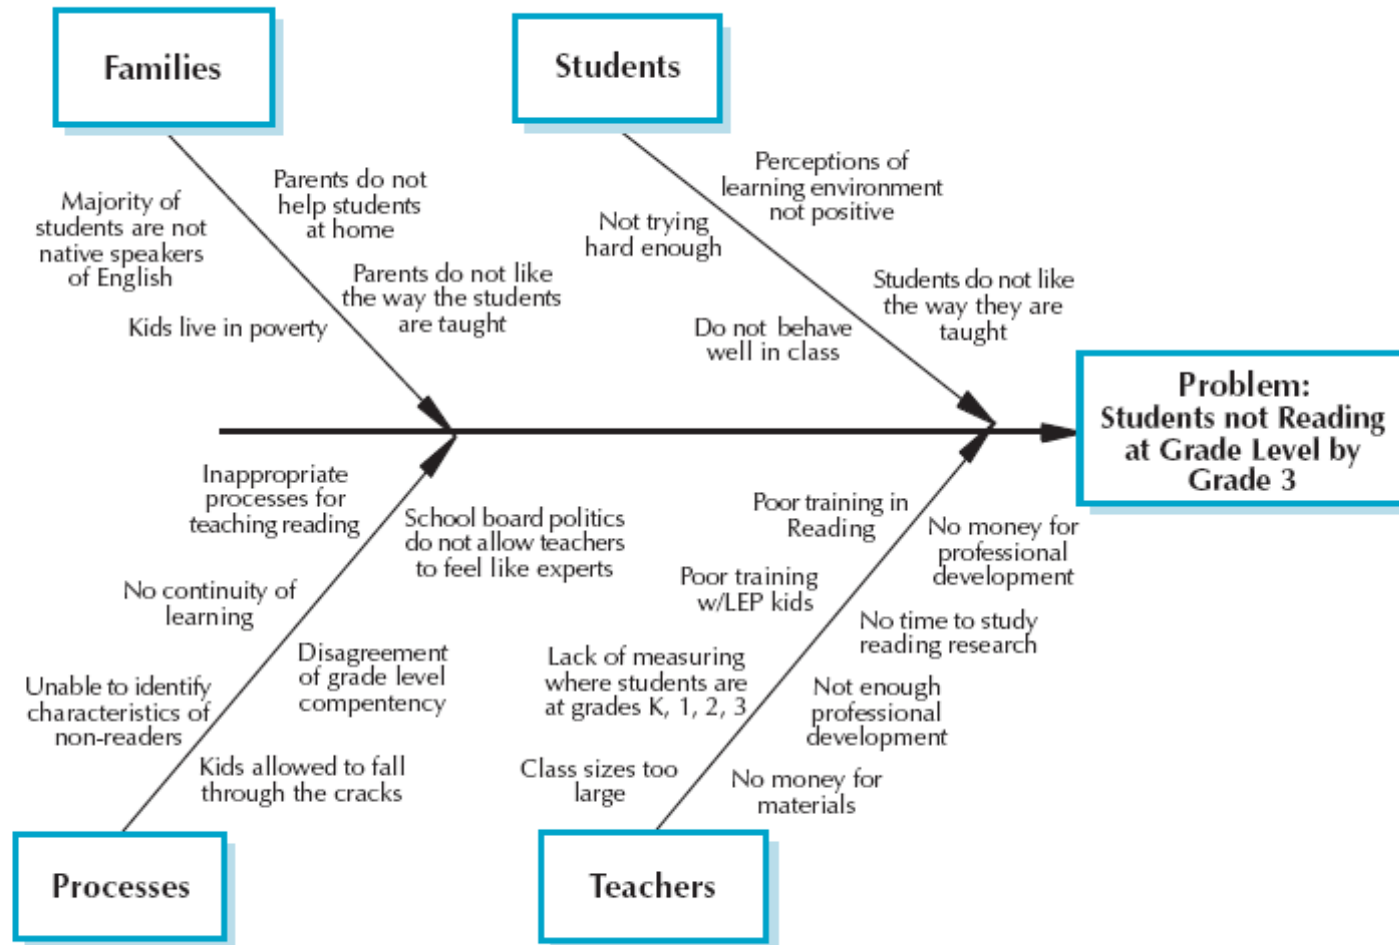 Families
Students
Majority of
students are not
native speakers
of English
Parents do not
help students
at home
Kids live in poverty
Parents do not like
the way the students
are taught
Not trying
hard enough
Perceptions of
learning environment
not positive
Do not behave
well in class
Students do not like
the way they are
taught
Problem:
Students not Reading
at Grade Level by
Grade 3
Inappropriate
processes for
teaching reading
School board politics
do not allow teachers
to feel like experts
No continuity of
learning
Disagreement
of grade level
compentency
Unable to identify
characteristics of
non-readers
Kids allowed to fall
through the cracks
Poor training in
Reading
No money for
professional
development
Poor training
w/LEP kids
No time to study
reading research
Lack of measuring
where students are
at grades K, 1, 2, 3
Not enough
professional
development
Class sizes too
large
No money for
materials
Processes
Teachers